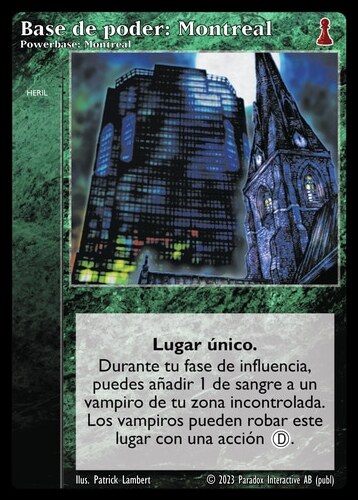 Base de poder: Montreal
Powerbase: Montreal
HERIL
Lugar único.
Durante tu fase de influencia,
puedes añadir 1 de sangre a un
vampiro de tu zona incontrolada.
Los vampiros pueden robar este
lugar con una acción Ⓓ.
Ilus. Patrick Lambert
© 2023 Paradox Interactive AB (publ)